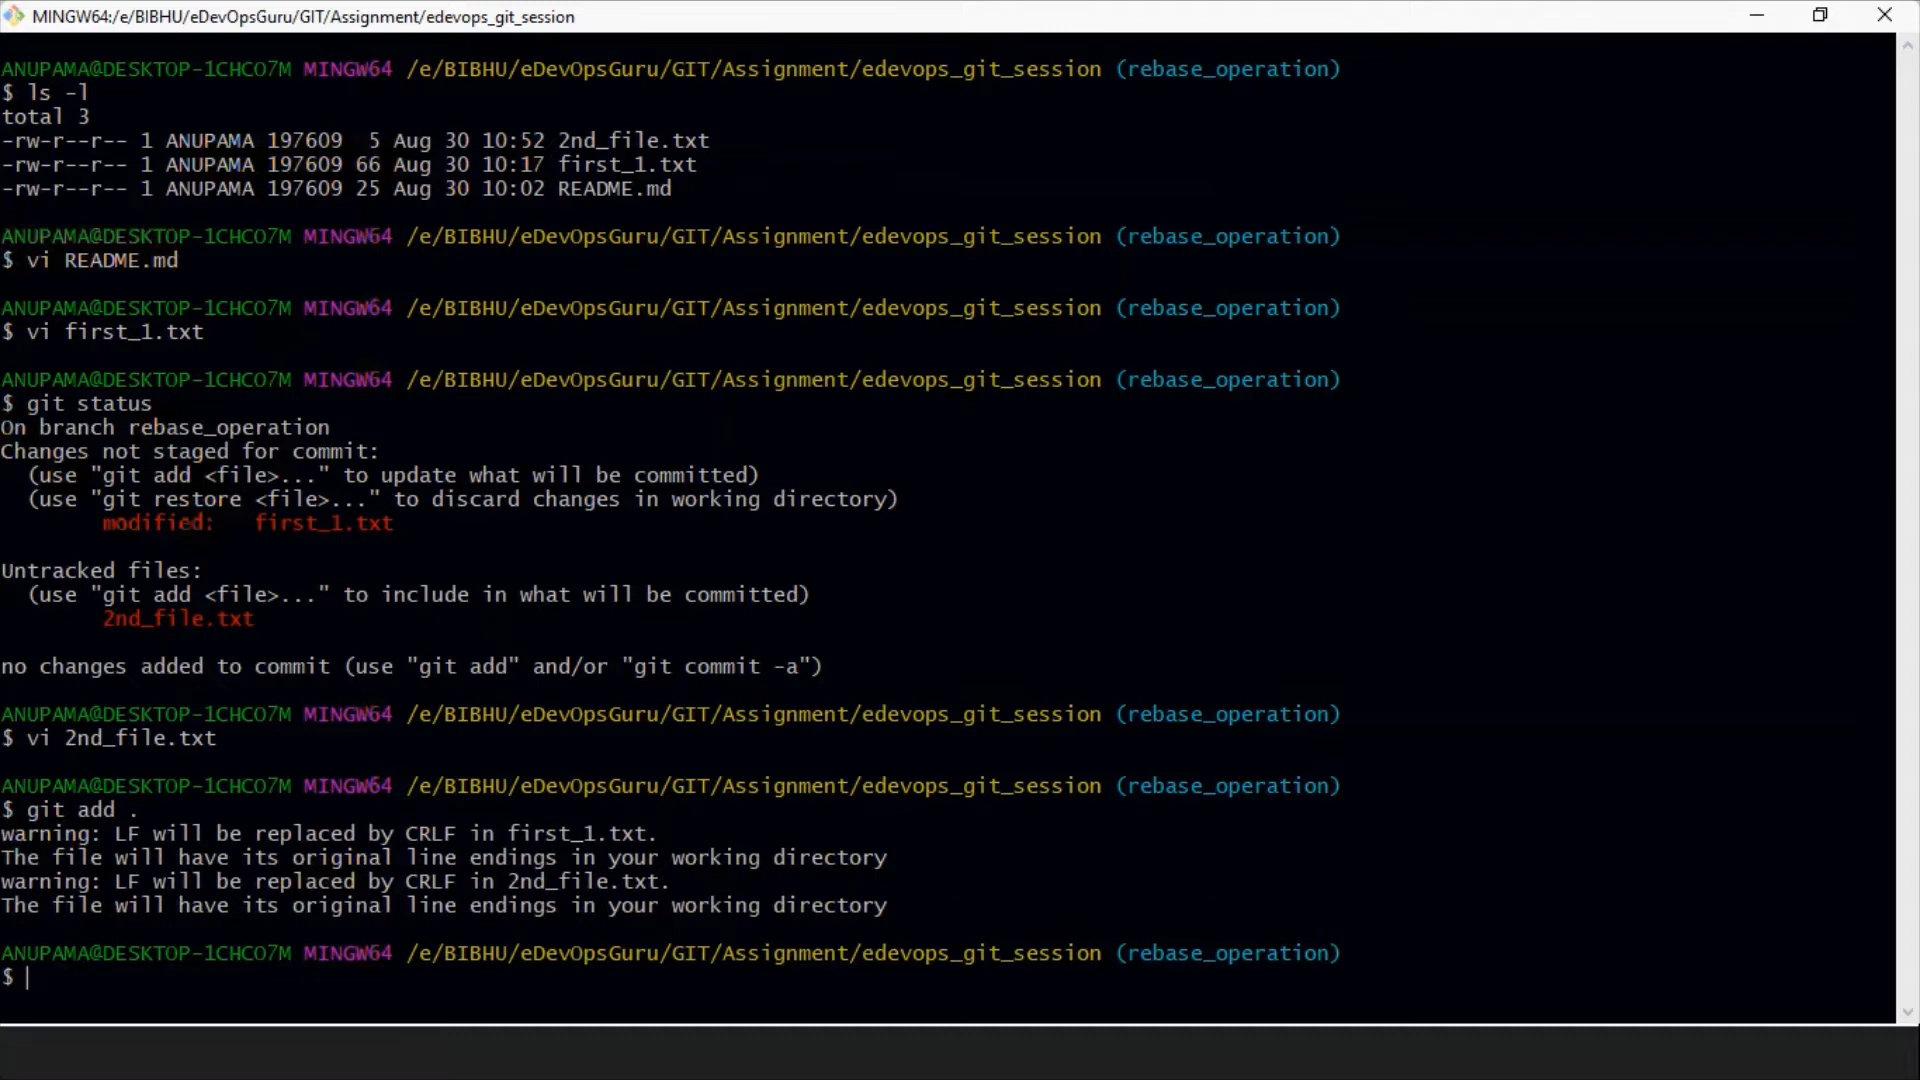 MINGW64:/e/BIBHU/eDevOpsGuru/GIT/Assignment/edevops_git_session
ANUPAMA@DESKTOP-1CHCO7M MINGW64 /e/BIBHU/eDevOpsGuru/GIT/Assignment/edevops_git_session (rebase_operation)
$ ls -l
total 3
-rw-r--r-- 1 ANUPAMA 197609  5 Aug 30 10:52 2nd_file.txt
-rw-r--r-- 1 ANUPAMA 197609 66 Aug 30 10:17 first_1.txt
-rw-r--r-- 1 ANUPAMA 197609 25 Aug 30 10:02 README.md
ANUPAMA@DESKTOP-1CHCO7M MINGW64 /e/BIBHU/eDevOpsGuru/GIT/Assignment/edevops_git_session (rebase_operation)
$ vi README.md
ANUPAMA@DESKTOP-1CHCO7M MINGW64 /e/BIBHU/eDevOpsGuru/GIT/Assignment/edevops_git_session (rebase_operation)
$ vi first_1.txt
ANUPAMA@DESKTOP-1CHCO7M MINGW64 /e/BIBHU/eDevOpsGuru/GIT/Assignment/edevops_git_session (rebase_operation)
$ git status
On branch rebase_operation
Changes not staged for commit:
  (use "git add <file>..." to update what will be committed)
  (use "git restore <file>..." to discard changes in working directory)
        modified:   first_1.txt
Untracked files:
  (use "git add <file>..." to include in what will be committed)
        2nd_file.txt
no changes added to commit (use "git add" and/or "git commit -a")
ANUPAMA@DESKTOP-1CHCO7M MINGW64 /e/BIBHU/eDevOpsGuru/GIT/Assignment/edevops_git_session (rebase_operation)
$ vi 2nd_file.txt
ANUPAMA@DESKTOP-1CHCO7M MINGW64 /e/BIBHU/eDevOpsGuru/GIT/Assignment/edevops_git_session (rebase_operation)
$ git add .
warning: LF will be replaced by CRLF in first_1.txt.
The file will have its original line endings in your working directory
warning: LF will be replaced by CRLF in 2nd_file.txt.
The file will have its original line endings in your working directory
ANUPAMA@DESKTOP-1CHCO7M MINGW64 /e/BIBHU/eDevOpsGuru/GIT/Assignment/edevops_git_session (rebase_operation)
$